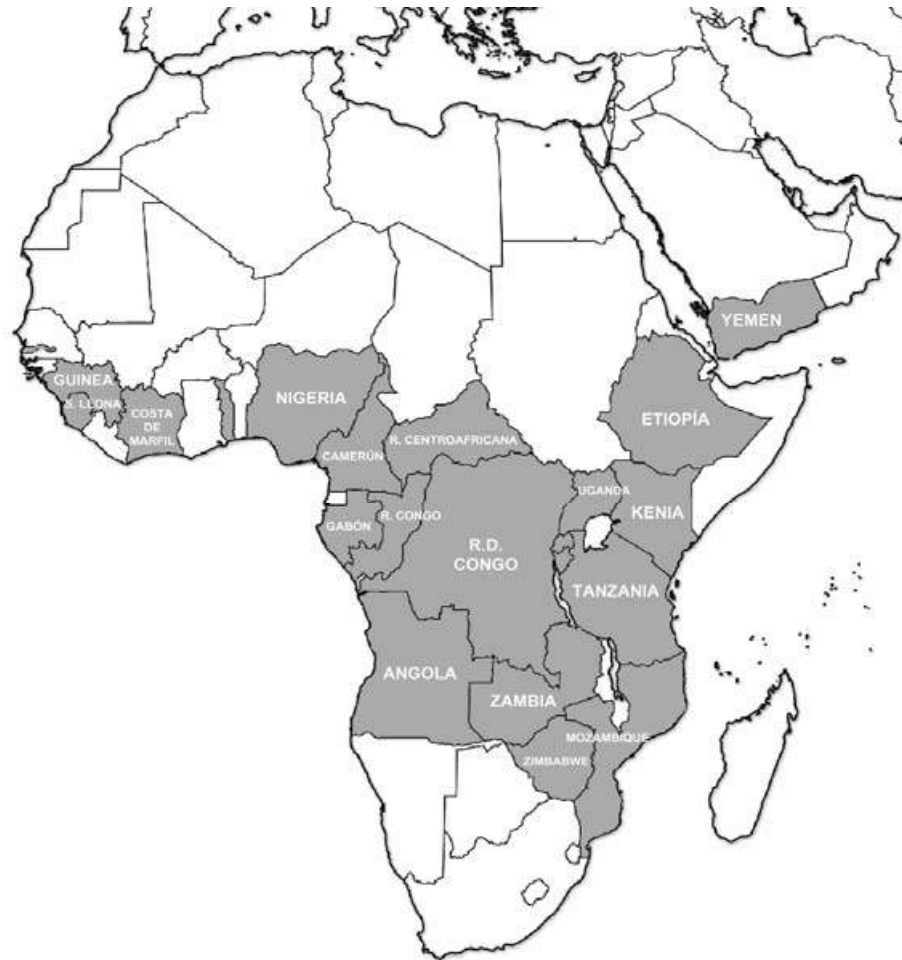 YEMEN
GUINEA
S. LLONA
COSTA
DE
MARFIL
NIGERIA
ETIOPÍA
R. CENTROAFRICANA
CAMERÚN
UGANDA
KENIA
R. CONGO
GABÓN
R.D.
CONGO
TANZANIA
ANGOLA
ZAMBIA
MOZAMBIQUE
ZIMBABWE